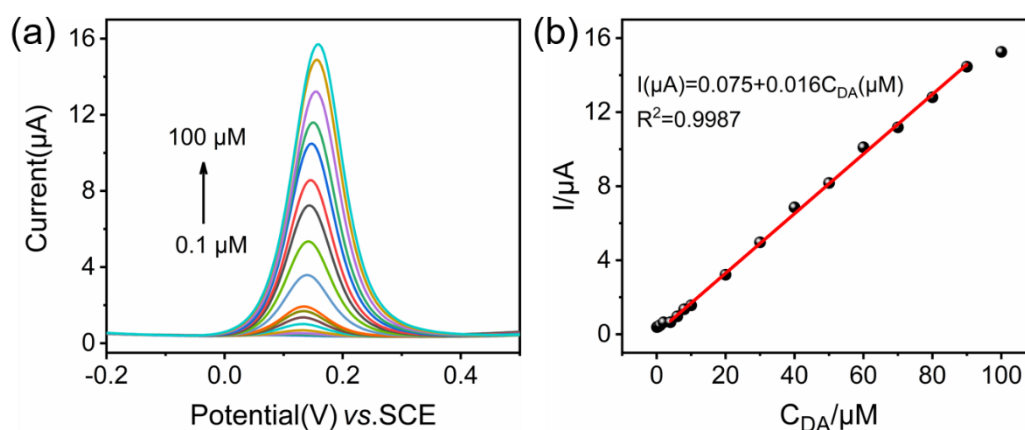 (a)
16
12
8
4
0
Current(μA)
100 μM
0.1 μM
-0.2
0.0
0.2
0.4
Potential(V) vs.SCE
(b)
16
12
8
4
0
I/μA
I(μA)=0.075+0.016C_DA(μM)
R²=0.9987
0
20
40
60
80
100
C_DA/μM